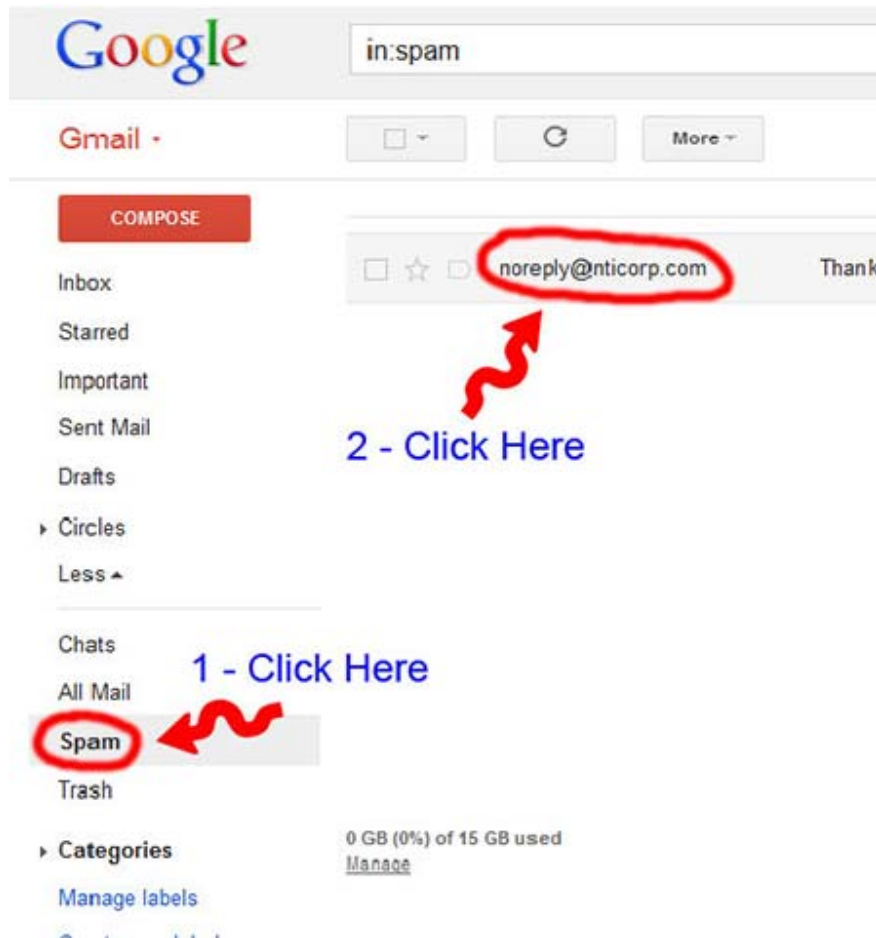 Google
in:spam
Gmail
More
COMPOSE
noreply@nticorp.com Thank
Inbox
Starred
Important
Sent Mail
2 - Click Here
Drafts
Circles
Less
Chats
1 - Click Here
All Mail
Spam
Trash
0 GB (0%) of 15 GB used
Manage
Categories
Manage labels